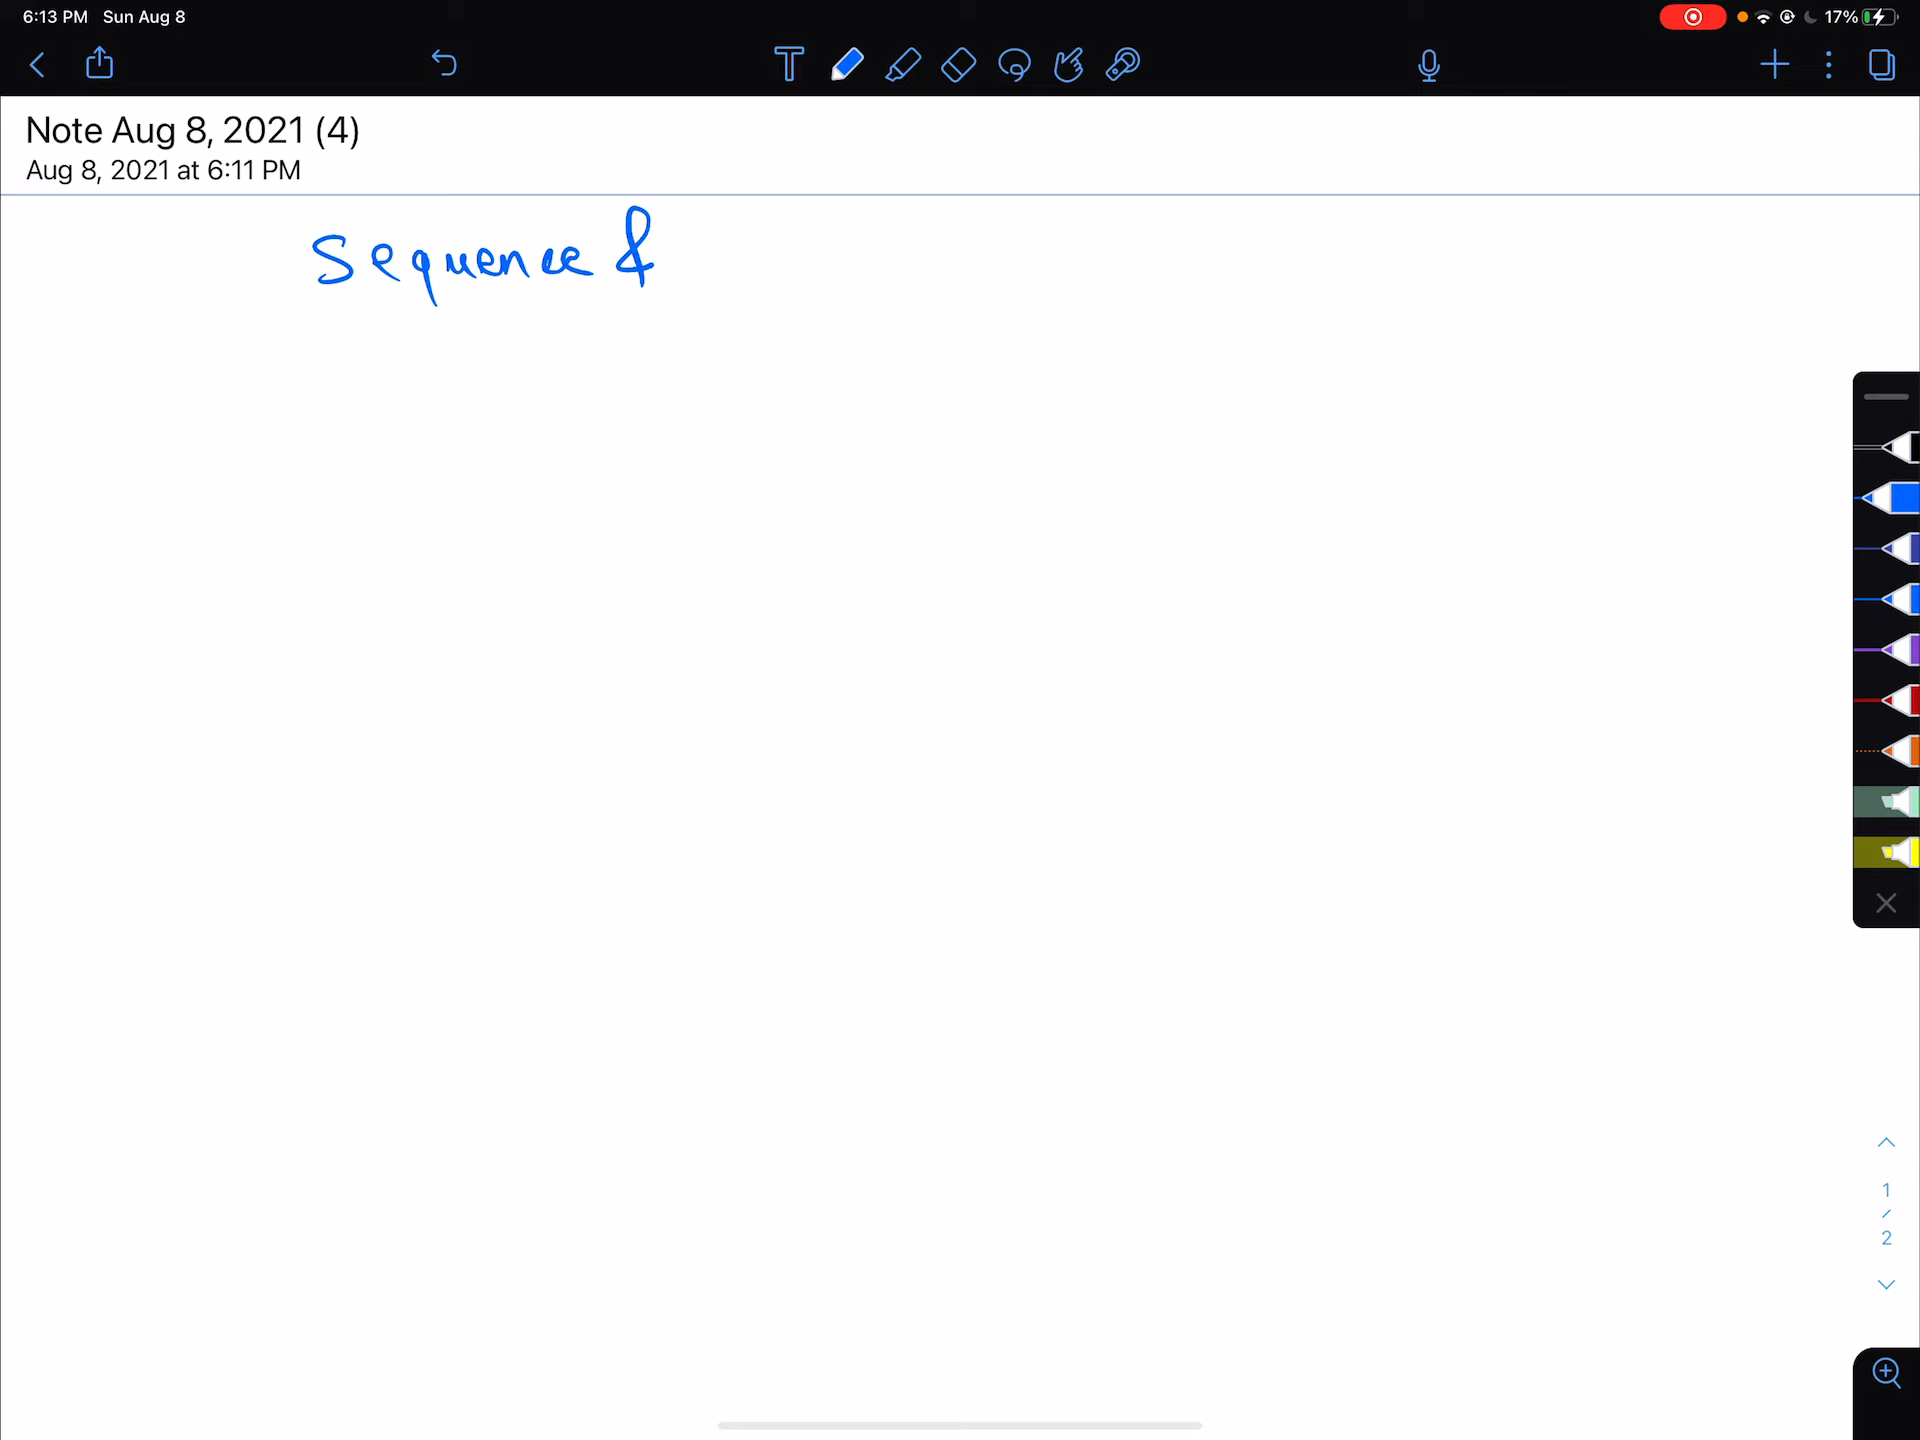 6:13 PM Sun Aug 8
17%
Note Aug 8, 2021 (4)
Aug 8, 2021 at 6:11 PM
Sequence &
1
/
2